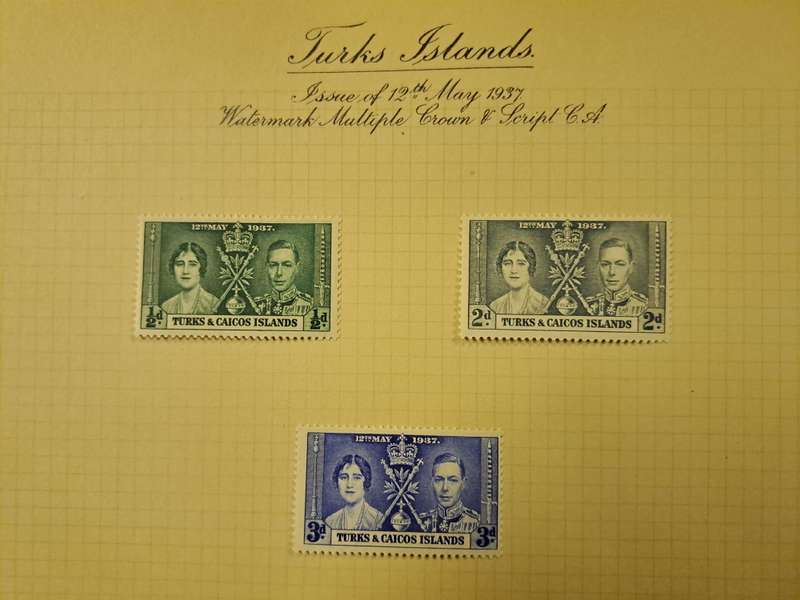 Turks Islands.
Issue of 12th May 1937
Watermark Multiple Crown & Script C.A.
12TH MAY 1937.
½d.
TURKS & CAICOS ISLANDS
½d.
12TH MAY 1937.
2d.
TURKS & CAICOS ISLANDS
2d.
12TH MAY 1937.
3d.
TURKS & CAICOS ISLANDS
3d.